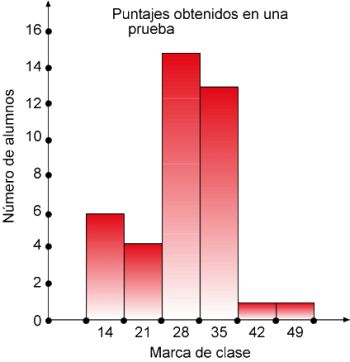 Puntajes obtenidos en una
prueba
Número de alumnos
16
14
12
10
8
6
4
2
0
14 21 28 35 42 49
Marca de clase